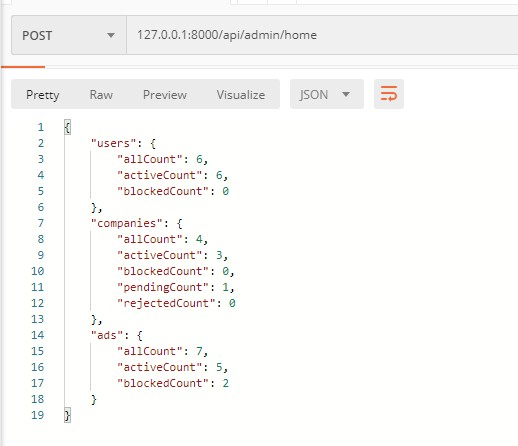 POST 127.0.0.1:8000/api/admin/home
Pretty Raw Preview Visualize JSON
1 {
2 "users": {
3 "allCount": 6,
4 "activeCount": 6,
5 "blockedCount": 0
6 },
7 "companies": {
8 "allCount": 4,
9 "activeCount": 3,
10 "blockedCount": 0,
11 "pendingCount": 1,
12 "rejectedCount": 0
13 },
14 "ads": {
15 "allCount": 7,
16 "activeCount": 5,
17 "blockedCount": 2
18 }
19 }